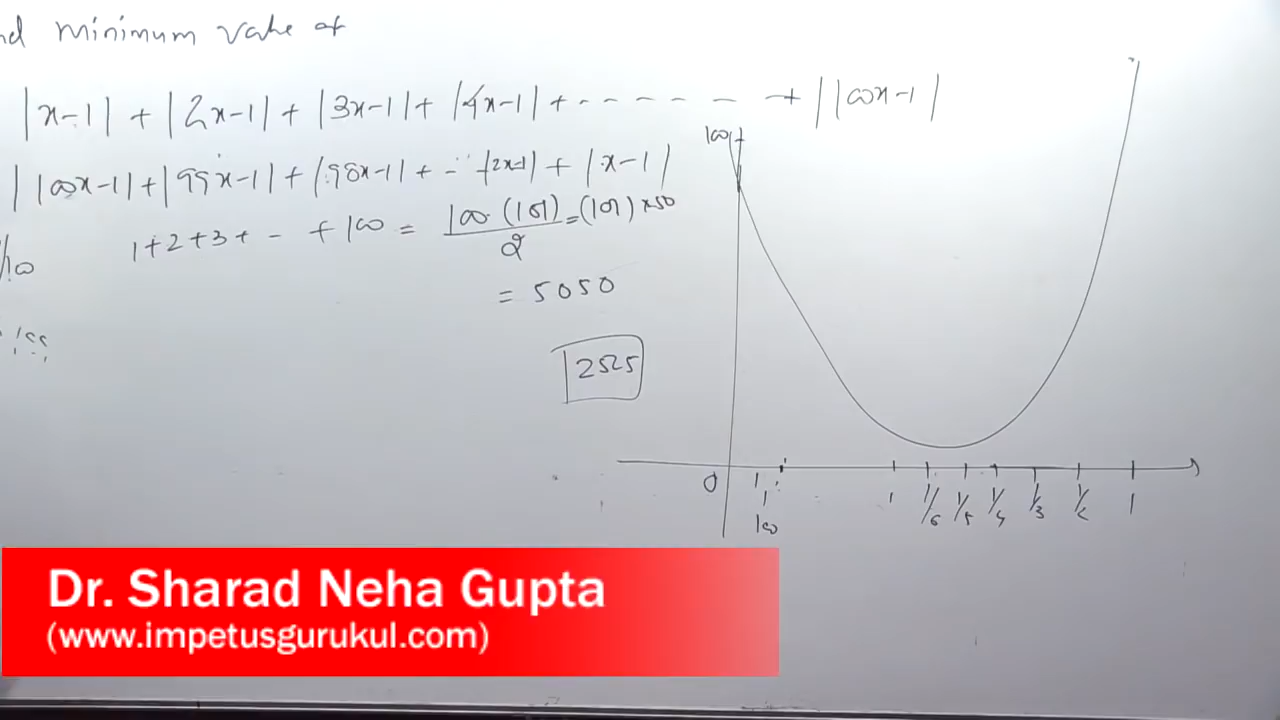 nd minimum value of
|x-1| + |2x-1| + |3x-1| + |4x-1| + - - - - - - + |100x-1|
100
|100x-1| + |99x-1| + |98x-1| + - .. |2x-1| + |x-1|
1+2+3+ - +100 = 100.(101)/2 = (101) x50
/100
= 5050
2525
0
1/100
1/6 1/5 1/4 1/3 1/2 1
Dr. Sharad Neha Gupta
(www.impetusgurukul.com)